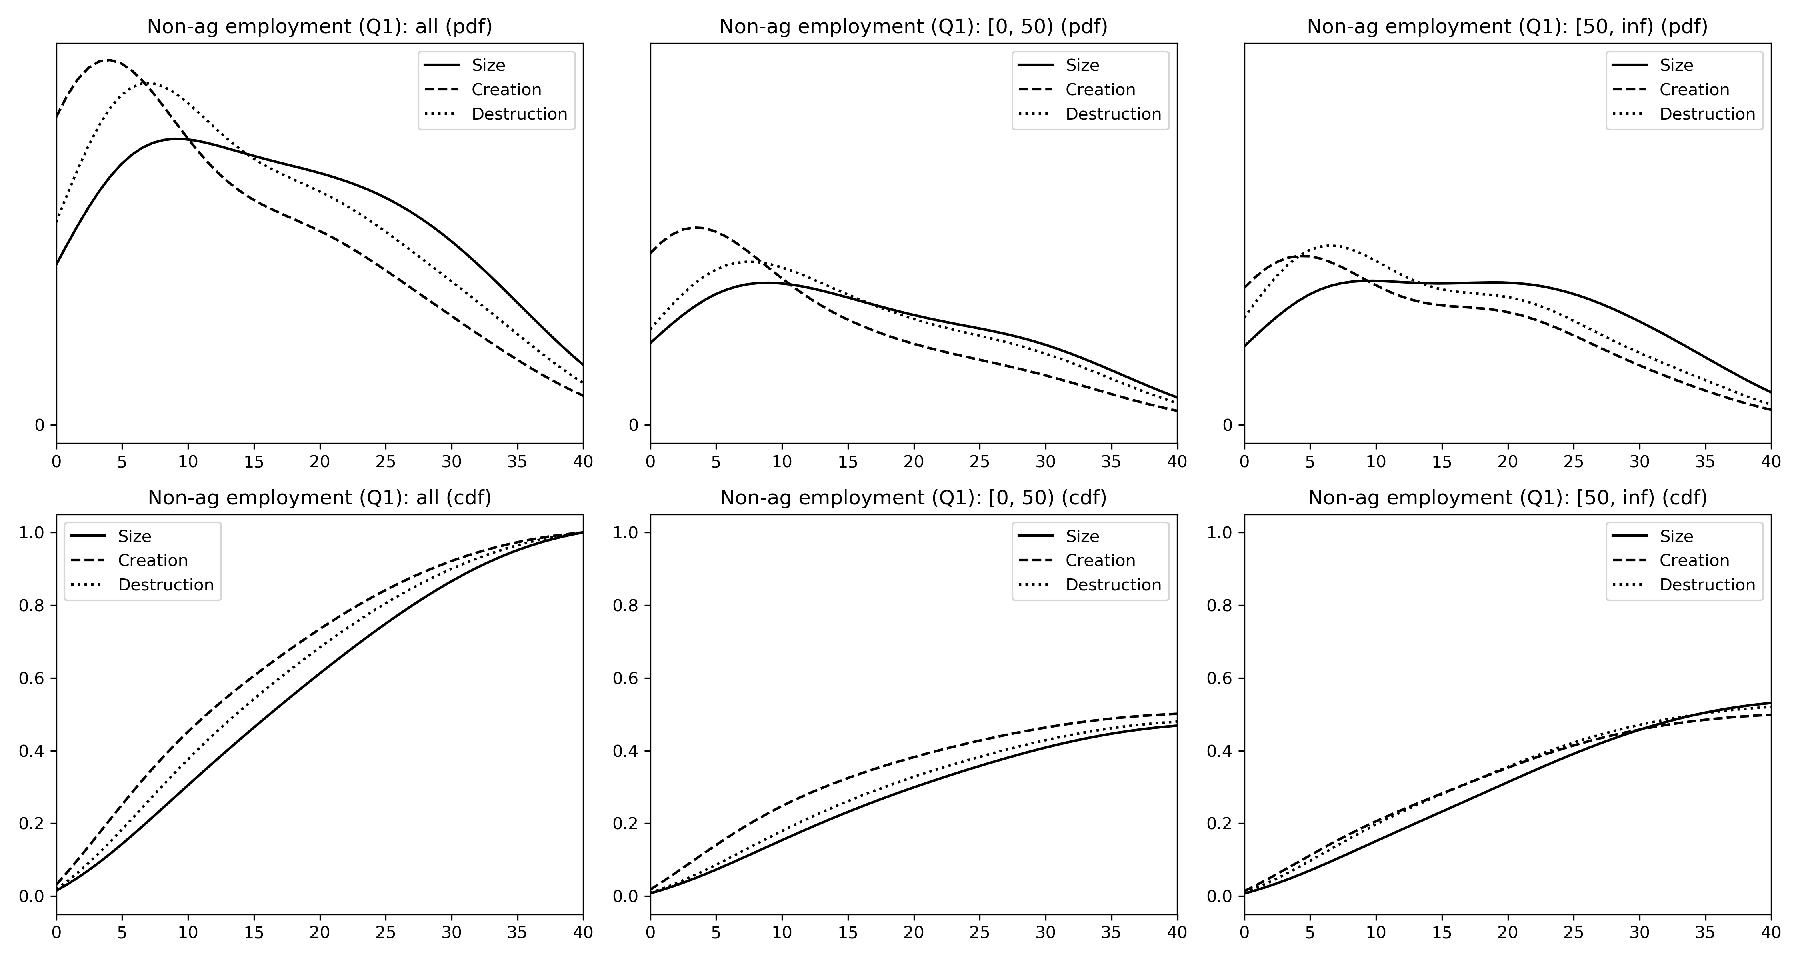 Non-ag employment (Q1): all (pdf)
Size
Creation
Destruction
0
0 5 10 15 20 25 30 35 40
Non-ag employment (Q1): [0, 50) (pdf)
Size
Creation
Destruction
0
0 5 10 15 20 25 30 35 40
Non-ag employment (Q1): [50, inf) (pdf)
Size
Creation
Destruction
0
0 5 10 15 20 25 30 35 40
Non-ag employment (Q1): all (cdf)
Size
Creation
Destruction
1.0
0.8
0.6
0.4
0.2
0.0
0 5 10 15 20 25 30 35 40
Non-ag employment (Q1): [0, 50) (cdf)
Size
Creation
Destruction
1.0
0.8
0.6
0.4
0.2
0.0
0 5 10 15 20 25 30 35 40
Non-ag employment (Q1): [50, inf) (cdf)
Size
Creation
Destruction
1.0
0.8
0.6
0.4
0.2
0.0
0 5 10 15 20 25 30 35 40